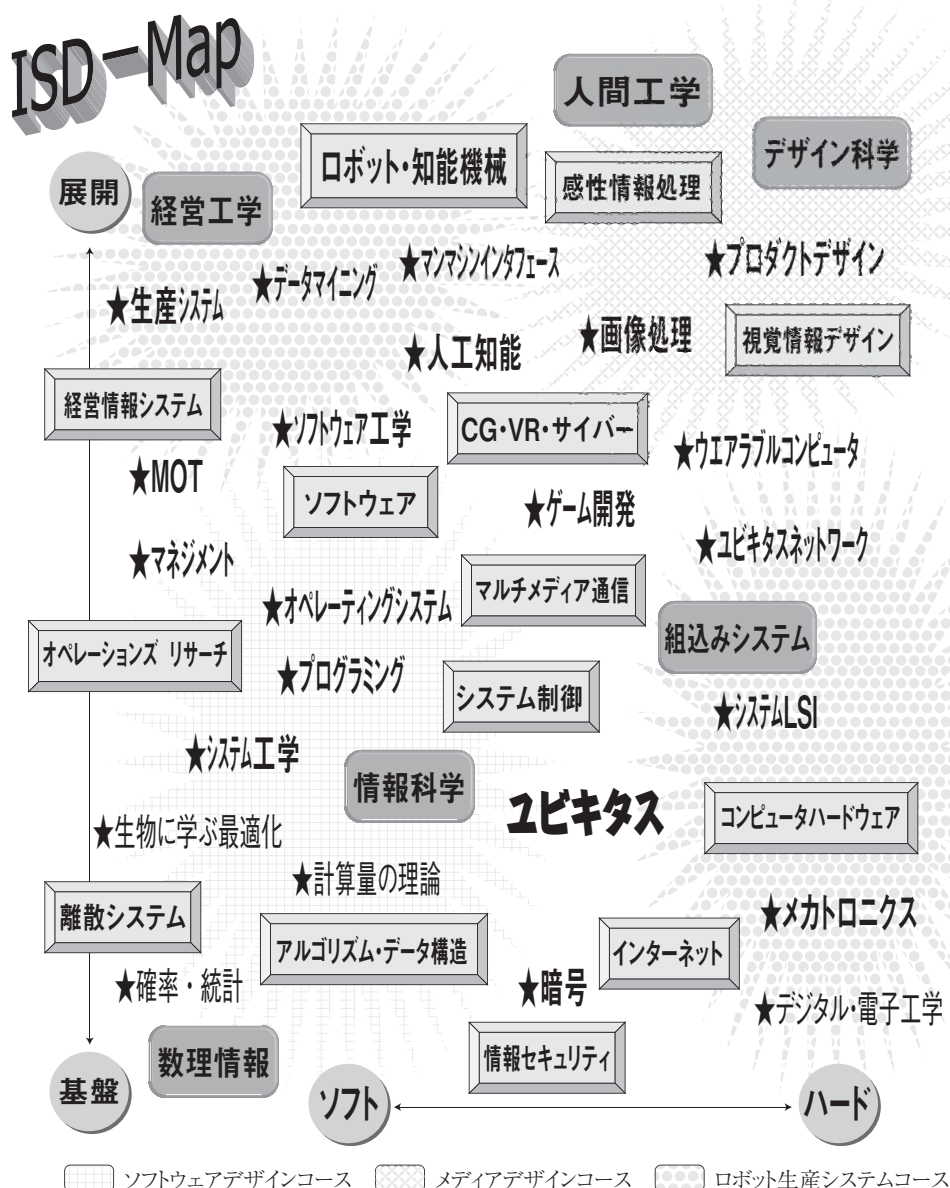 ISD−Map
人間工学
デザイン科学
展開
経営工学
ロボット・知能機械
感性情報処理
★生産システム
★データマイニング
★マンマシンインタフェース
★プロダクトデザイン
★人工知能
★画像処理
視覚情報デザイン
経営情報システム
★ソフトウェア工学
CG・VR・サイバー
★ウエアラブルコンピュータ
★MOT
ソフトウェア
★ゲーム開発
★マネジメント
★ユビキタスネットワーク
★オペレーティングシステム
マルチメディア通信
組込みシステム
オペレーションズ リサーチ
★プログラミング
システム制御
★システムLSI
★システム工学
情報科学
ユビキタス
コンピュータハードウェア
★生物に学ぶ最適化
★計算量の理論
離散システム
アルゴリズム・データ構造
インターネット
★メカトロニクス
★確率・統計
★暗号
★デジタル・電子工学
数理情報
情報セキュリティ
基盤
ソフト
ハード
ソフトウェアデザインコース
メディアデザインコース
ロボット生産システムコース